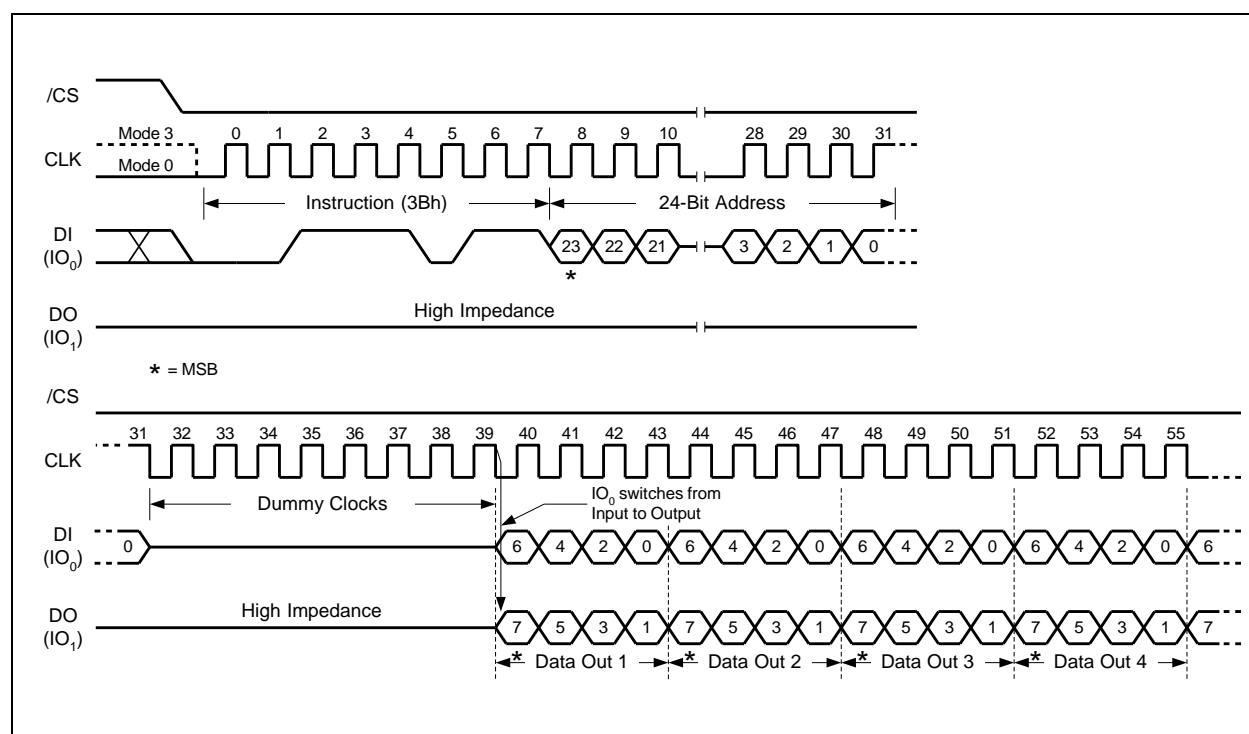 /CS
Mode 3 0 1 2 3 4 5 6 7 8 9 10 28 29 30 31
CLK Mode 0
Instruction (3Bh) 24-Bit Address
DI
(IO0) 23 22 21 3 2 1 0
*
DO High Impedance
(IO1)
* = MSB
/CS
31 32 33 34 35 36 37 38 39 40 41 42 43 44 45 46 47 48 49 50 51 52 53 54 55
CLK
Dummy Clocks
IO0 switches from
Input to Output
DI
(IO0) 0 6 4 2 0 6 4 2 0 6 4 2 0 6 4 2 0 6
DO High Impedance
(IO1) 7 5 3 1 7 5 3 1 7 5 3 1 7 5 3 1 7
* Data Out 1 * Data Out 2 * Data Out 3 * Data Out 4